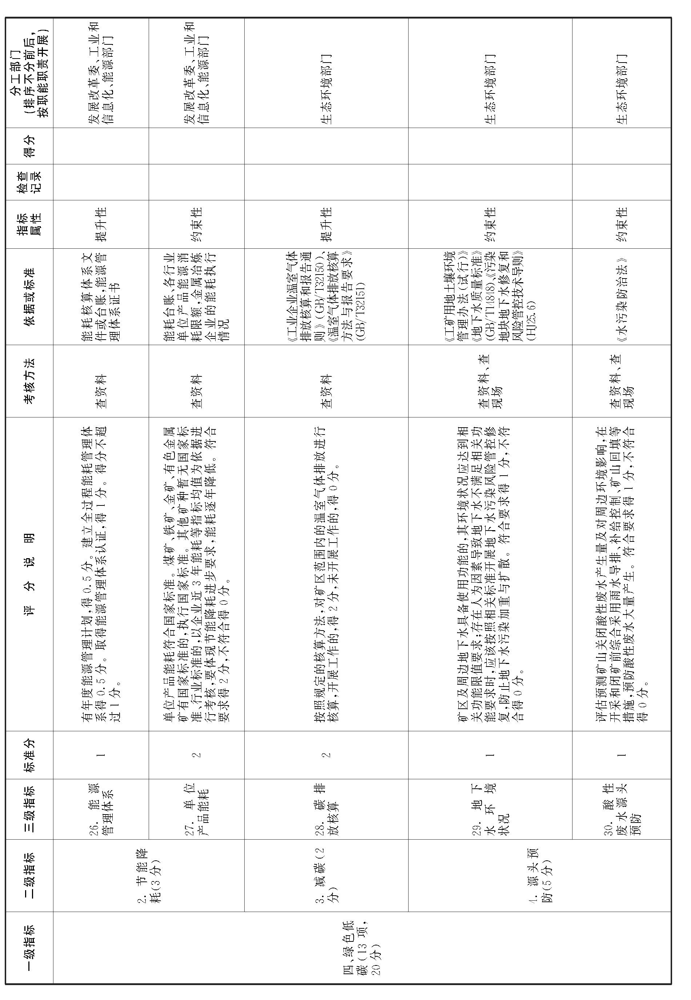 一级指标
二级指标
三级指标
标准分
评 分 说 明
考核方法
依据或标准
指标
属性
检查
记录
得分
分工部门
(排序不分前后,
按职能职责开展)
四、绿色低
碳(13 项,
20 分)
2. 节能降
耗(3 分)
26. 能源
管理体系
1
有年度能源管理计划,得 0.5 分。建立全过程能耗管理体
系得 0.5 分。取得能源管理体系认证,得 1 分。得分不超
过 1 分。
查资料
能耗核算体系文
件或台账,能源管
理体系证书
提升性
发展改革委、工业和
信息化、能源部门
27. 单位
产品能耗
2
单位产品能耗符合国家标准。煤矿、铁矿、金矿、有色金属
矿有国家标准的,执行国家标准。其他矿种暂无国家标
准、行业标准的,以企业近 3 年能耗等指标均值为依据进
行考核,要体现节能降耗进步要求,能耗逐年降低。符合
要求得 2 分,不符合得 0 分。
查资料
能耗台账、各行业
单位产品能源消
耗限额,金属冶炼
企业的能耗执行
情况
约束性
发展改革委、工业和
信息化、能源部门
3. 减碳(2
分)
28. 碳排
放核算
2
按照规定的核算方法,对矿区范围内的温室气体排放进行
核算,开展工作的,得 2 分,未开展工作的,得 0 分。
查资料
《工业企业温室气体
排放核算和报告通
则》(GB/T32150)、
《温室气体排放核算
方法与报告要求》
(GB/T32151)
提升性
生态环境部门
4. 源头预
防(5 分)
29. 地下
水环境
状况
1
矿区及周边地下水具备使用功能的,其环境状况应达到相
关功能限值要求;存在人为因素导致地下水不满足相关功
能要求时,应该按照相关标准开展地下水污染风险管控修
复,防止地下水污染加重与扩散。符合要求得 1 分,不符
合得 0 分。
查资料、查
现场
《工矿用地土壤环境
管理办法(试行)》
《地下水质量标准》
(GB/T14848)、《污染
地块地下水修复和
风险管控技术导则》
(HJ25.6)
约束性
生态环境部门
30. 酸性
废水源头
预防
1
评估预测矿山关闭酸性废水产生量及对周边环境影响,在
开采和闭矿前综合采用雨水导排、补给控制、矿山回填等
措施,预防酸性废水大量产生。符合要求得 1 分,不符合
得 0 分。
查资料、查
现场
《水污染防治法》
约束性
生态环境部门